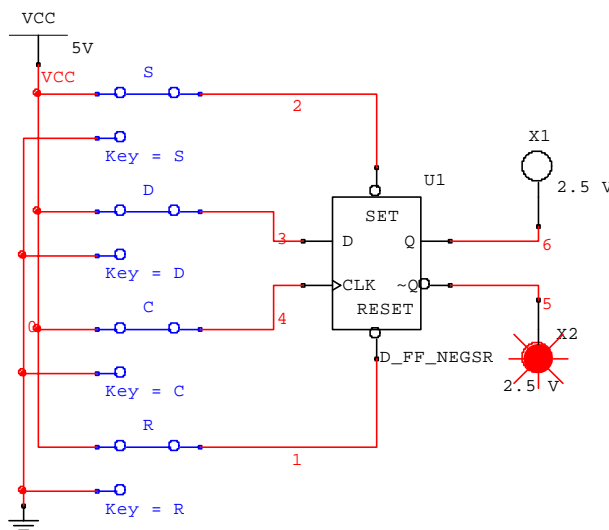 VCC
5V
VCC
S
2
Key = S
X1
2.5 V
U1
SET
D
3
D
Q
6
Key = D
CLK
~Q
5
C
4
RESET
0
X2
D_FF_NEGSR
2.5 V
Key = C
R
1
Key = R